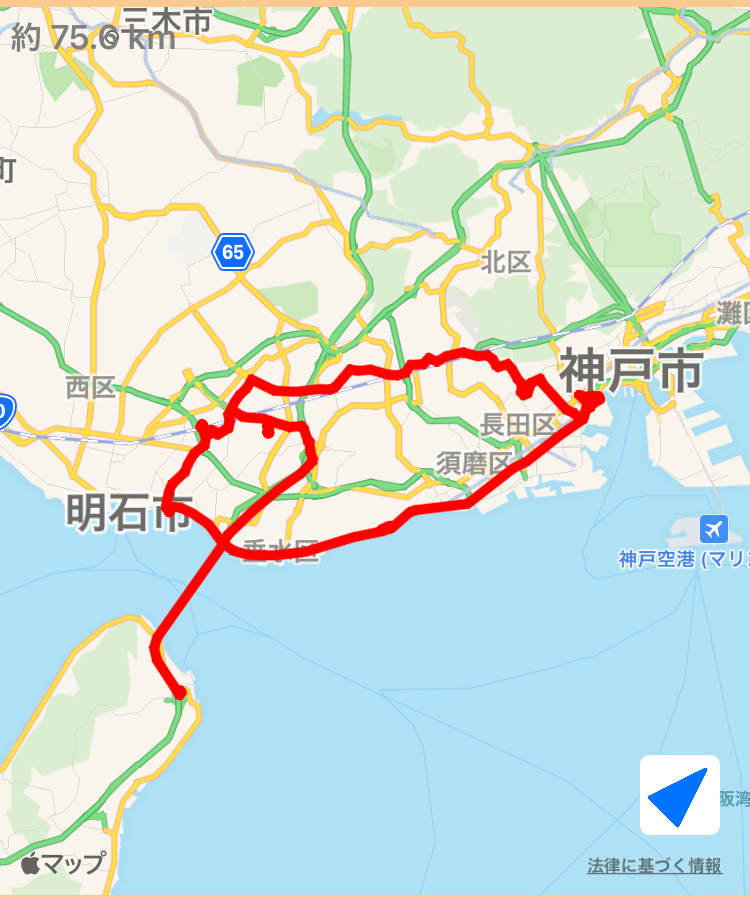 三木市
約 75.6 km
町
65
北区
灘区
神戸市
西区
0
長田区
須磨区
明石市
垂水区
神戸空港 (マリ
阪湾
マップ
法律に基づく情報